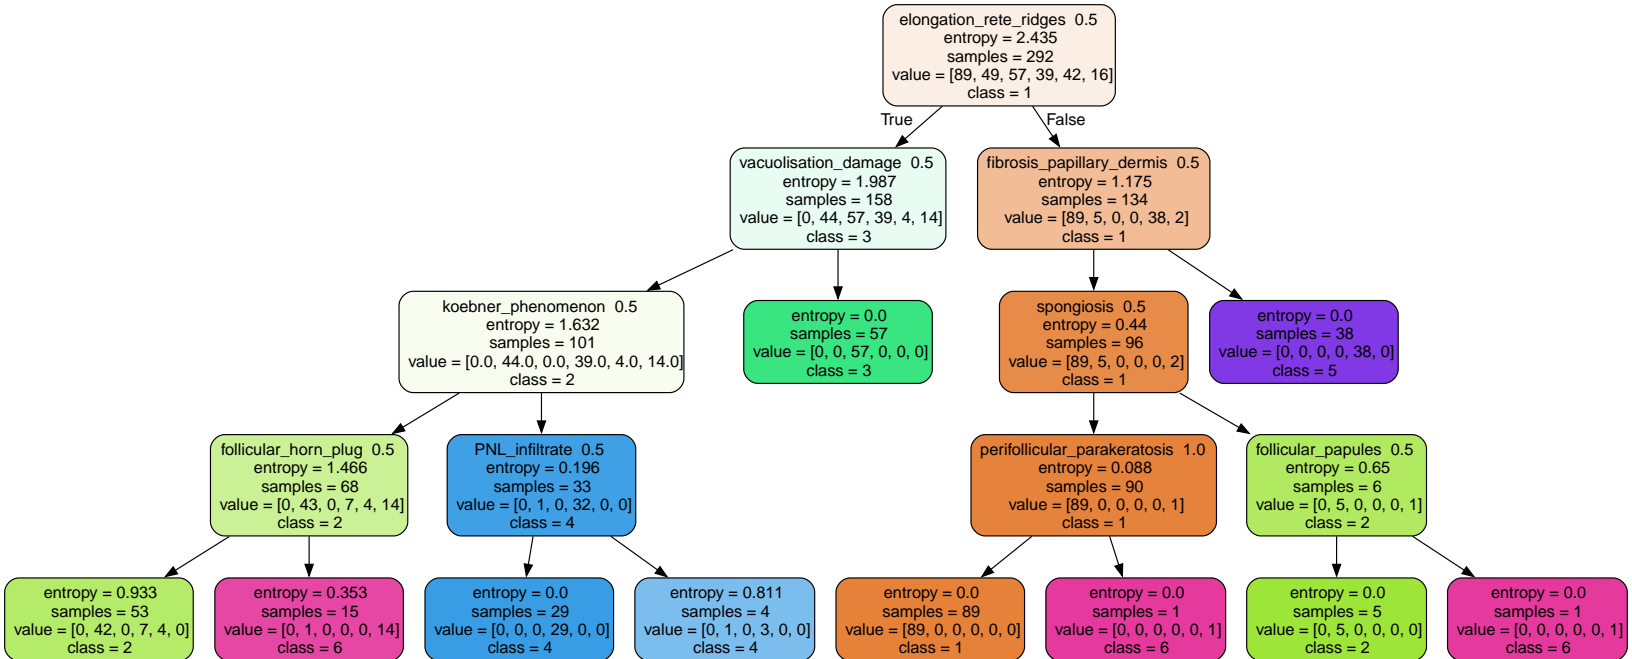 elongation_rete_ridges 0.5
entropy = 2.435
samples = 292
value = [89, 49, 57, 39, 42, 16]
class = 1
True
False
vacuolisation_damage 0.5
entropy = 1.987
samples = 158
value = [0, 44, 57, 39, 4, 14]
class = 3
fibrosis_papillary_dermis 0.5
entropy = 1.175
samples = 134
value = [89, 5, 0, 0, 38, 2]
class = 1
koebner_phenomenon 0.5
entropy = 1.632
samples = 101
value = [0.0, 44.0, 0.0, 39.0, 4.0, 14.0]
class = 2
entropy = 0.0
samples = 57
value = [0, 0, 57, 0, 0, 0]
class = 3
spongiosis 0.5
entropy = 0.44
samples = 96
value = [89, 5, 0, 0, 0, 2]
class = 1
entropy = 0.0
samples = 38
value = [0, 0, 0, 0, 38, 0]
class = 5
follicular_horn_plug 0.5
entropy = 1.466
samples = 68
value = [0, 43, 0, 7, 4, 14]
class = 2
PNL_infiltrate 0.5
entropy = 0.196
samples = 33
value = [0, 1, 0, 32, 0, 0]
class = 4
perifollicular_parakeratosis 1.0
entropy = 0.088
samples = 90
value = [89, 0, 0, 0, 0, 1]
class = 1
follicular_papules 0.5
entropy = 0.65
samples = 6
value = [0, 5, 0, 0, 0, 1]
class = 2
entropy = 0.933
samples = 53
value = [0, 42, 0, 7, 4, 0]
class = 2
entropy = 0.353
samples = 15
value = [0, 1, 0, 0, 0, 14]
class = 6
entropy = 0.0
samples = 29
value = [0, 0, 0, 29, 0, 0]
class = 4
entropy = 0.811
samples = 4
value = [0, 1, 0, 3, 0, 0]
class = 4
entropy = 0.0
samples = 89
value = [89, 0, 0, 0, 0, 0]
class = 1
entropy = 0.0
samples = 1
value = [0, 0, 0, 0, 0, 1]
class = 6
entropy = 0.0
samples = 5
value = [0, 5, 0, 0, 0, 0]
class = 2
entropy = 0.0
samples = 1
value = [0, 0, 0, 0, 0, 1]
class = 6